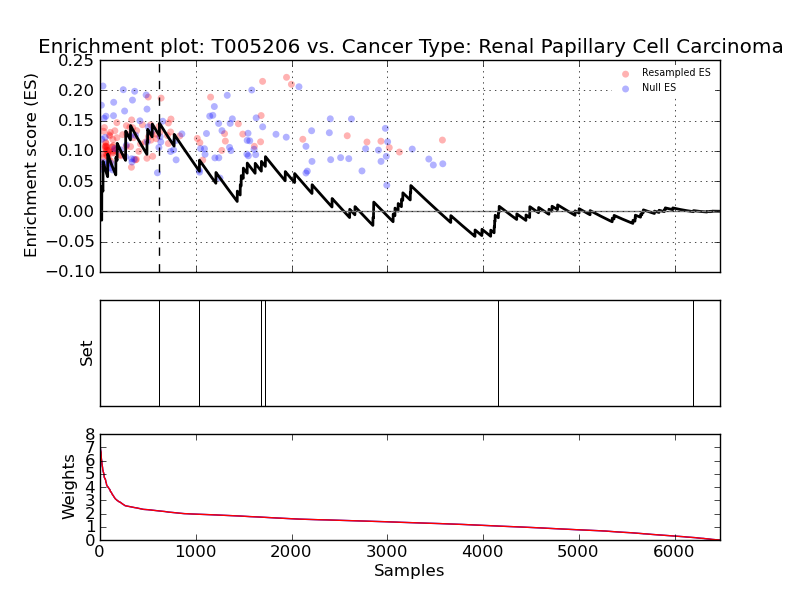 Enrichment plot: T005206 vs. Cancer Type: Renal Papillary Cell Carcinoma
Enrichment score (ES)
0.25
0.20
0.15
0.10
0.05
0.00
−0.05
−0.10
Resampled ES
Null ES
Set
Weights
8
7
6
5
4
3
2
1
0
0 1000 2000 3000 4000 5000 6000
Samples